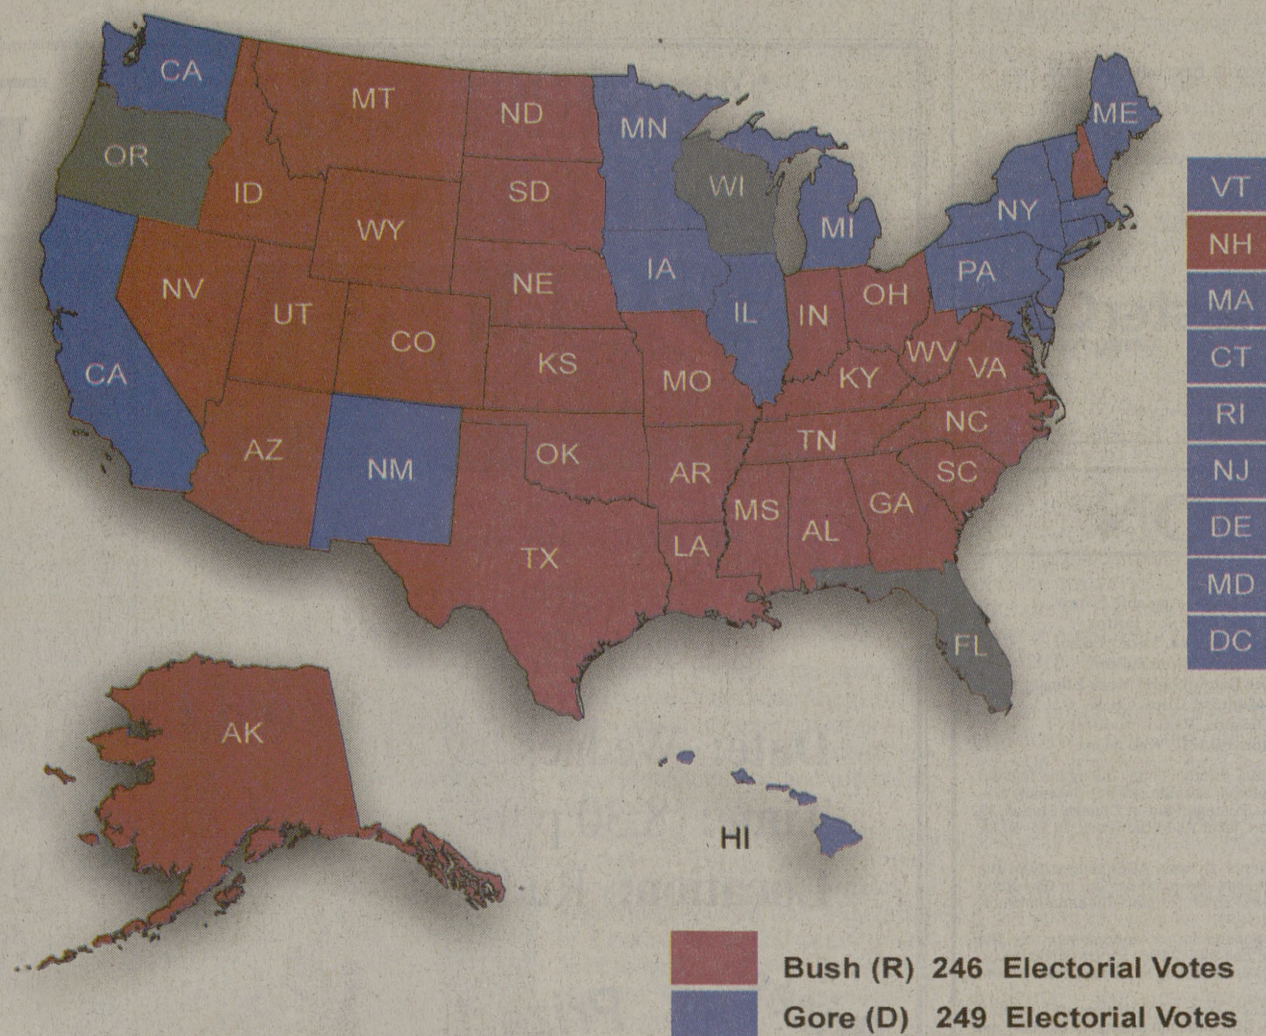 CA
MT
ND
MN
ME
OR
ID
SD
WI
VT
WY
NY
MI
NH
NV
NE
IA
PA
UT
CO
IL
IN
OH
MA
CA
KS
MO
KY
WV
VA
CT
AZ
NM
OK
TN
NC
RI
AR
SC
NJ
TX
LA
MS
AL
GA
DE
FL
MD
DC
AK
HI
Bush (R) 246 Electorial Votes
Gore (D) 249 Electorial Votes